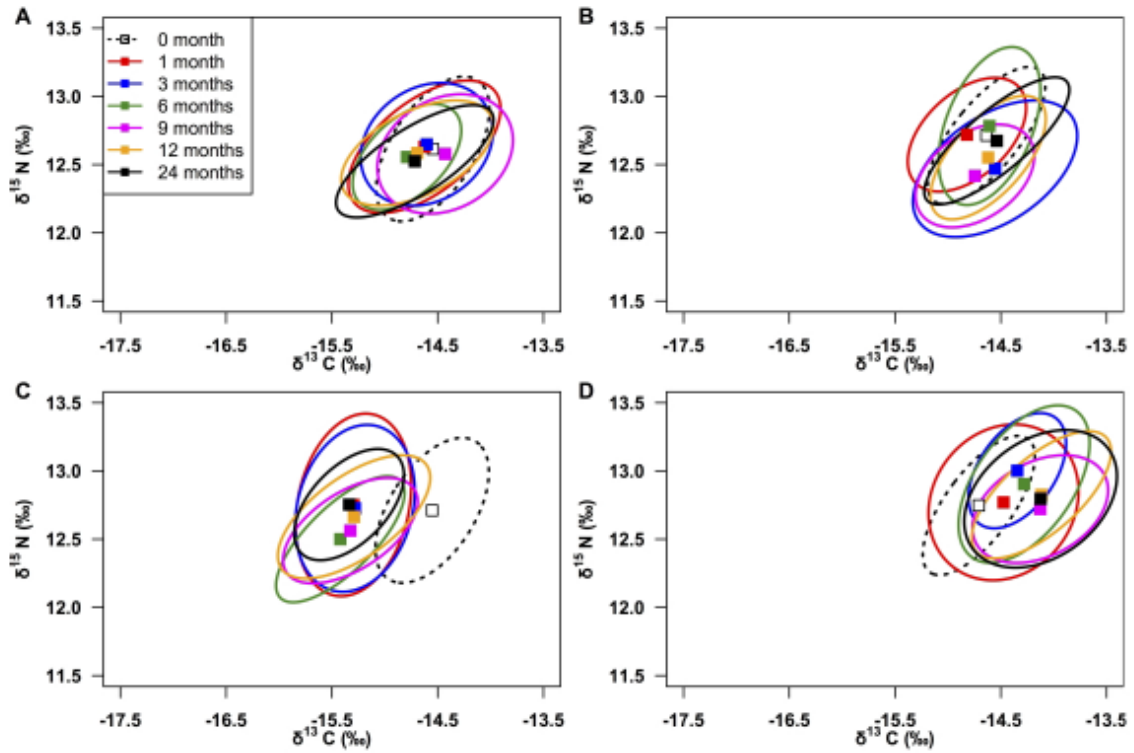 A
13.5
13.0
12.5
12.0
11.5
δ¹⁵ N (‰)
0 month
1 month
3 months
6 months
9 months
12 months
24 months
-17.5 -16.5 -15.5 -14.5 -13.5
δ¹³ C (‰)
B
13.5
13.0
12.5
12.0
11.5
δ¹⁵ N (‰)
-17.5 -16.5 -15.5 -14.5 -13.5
δ¹³ C (‰)
C
13.5
13.0
12.5
12.0
11.5
δ¹⁵ N (‰)
-17.5 -16.5 -15.5 -14.5 -13.5
δ¹³ C (‰)
D
13.5
13.0
12.5
12.0
11.5
δ¹⁵ N (‰)
-17.5 -16.5 -15.5 -14.5 -13.5
δ¹³ C (‰)